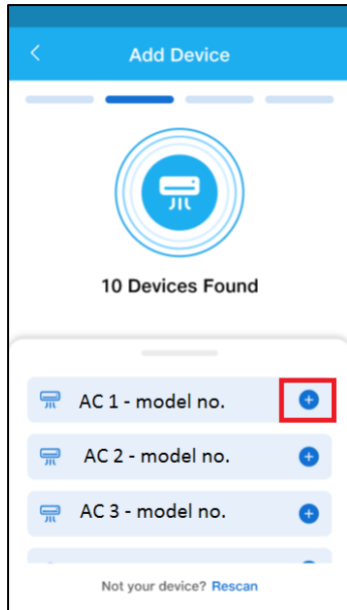 Add Device
10 Devices Found
AC 1 - model no.
AC 2 - model no.
AC 3 - model no.
Not your device? Rescan